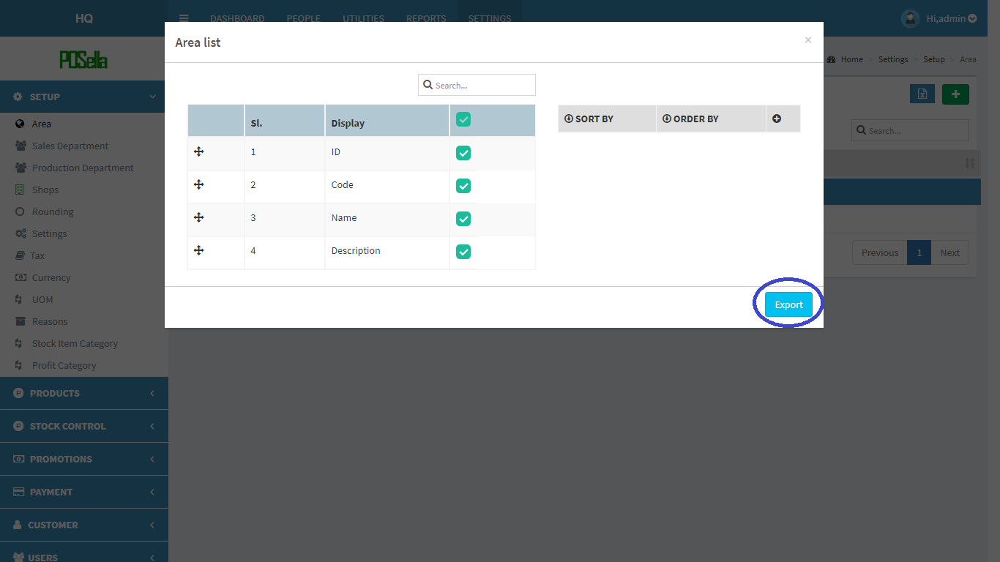 HQ
DASHBOARD PEOPLE UTILITIES REPORTS SETTINGS
Hi,admin
POSella
Area list
×
Home > Settings > Setup > Area
Search...
SETUP
Sl. Display
SORT BY ORDER BY
Search...
Area
Sales Department
Production Department
Shops
Rounding
Settings
Tax
Currency
UOM
Reasons
Stock Item Category
Profit Category
1 ID
2 Code
3 Name
4 Description
Previous 1 Next
Export
PRODUCTS
STOCK CONTROL
PROMOTIONS
PAYMENT
CUSTOMER
USERS